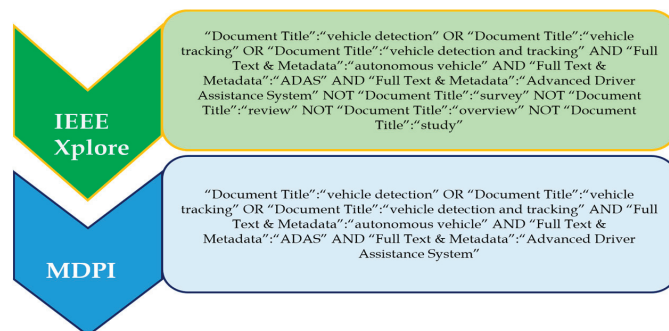 “Document Title”:“vehicle detection” OR “Document Title”:“vehicle
tracking” OR “Document Title”:“vehicle detection and tracking” AND “Full
Text & Metadata”:“autonomous vehicle” AND “Full Text &
Metadata”:“ADAS” AND “Full Text & Metadata”:“Advanced Driver
Assistance System” NOT “Document Title”:“survey” NOT “Document
Title”:“review” NOT “Document Title”:“overview” NOT “Document
Title”:“study”
IEEE
Xplore
“Document Title”:“vehicle detection” OR “Document Title”:“vehicle
tracking” OR “Document Title”:“vehicle detection and tracking” AND “Full
Text & Metadata”:“autonomous vehicle” AND “Full Text &
Metadata”:“ADAS” AND “Full Text & Metadata”:“Advanced Driver
Assistance System”
MDPI